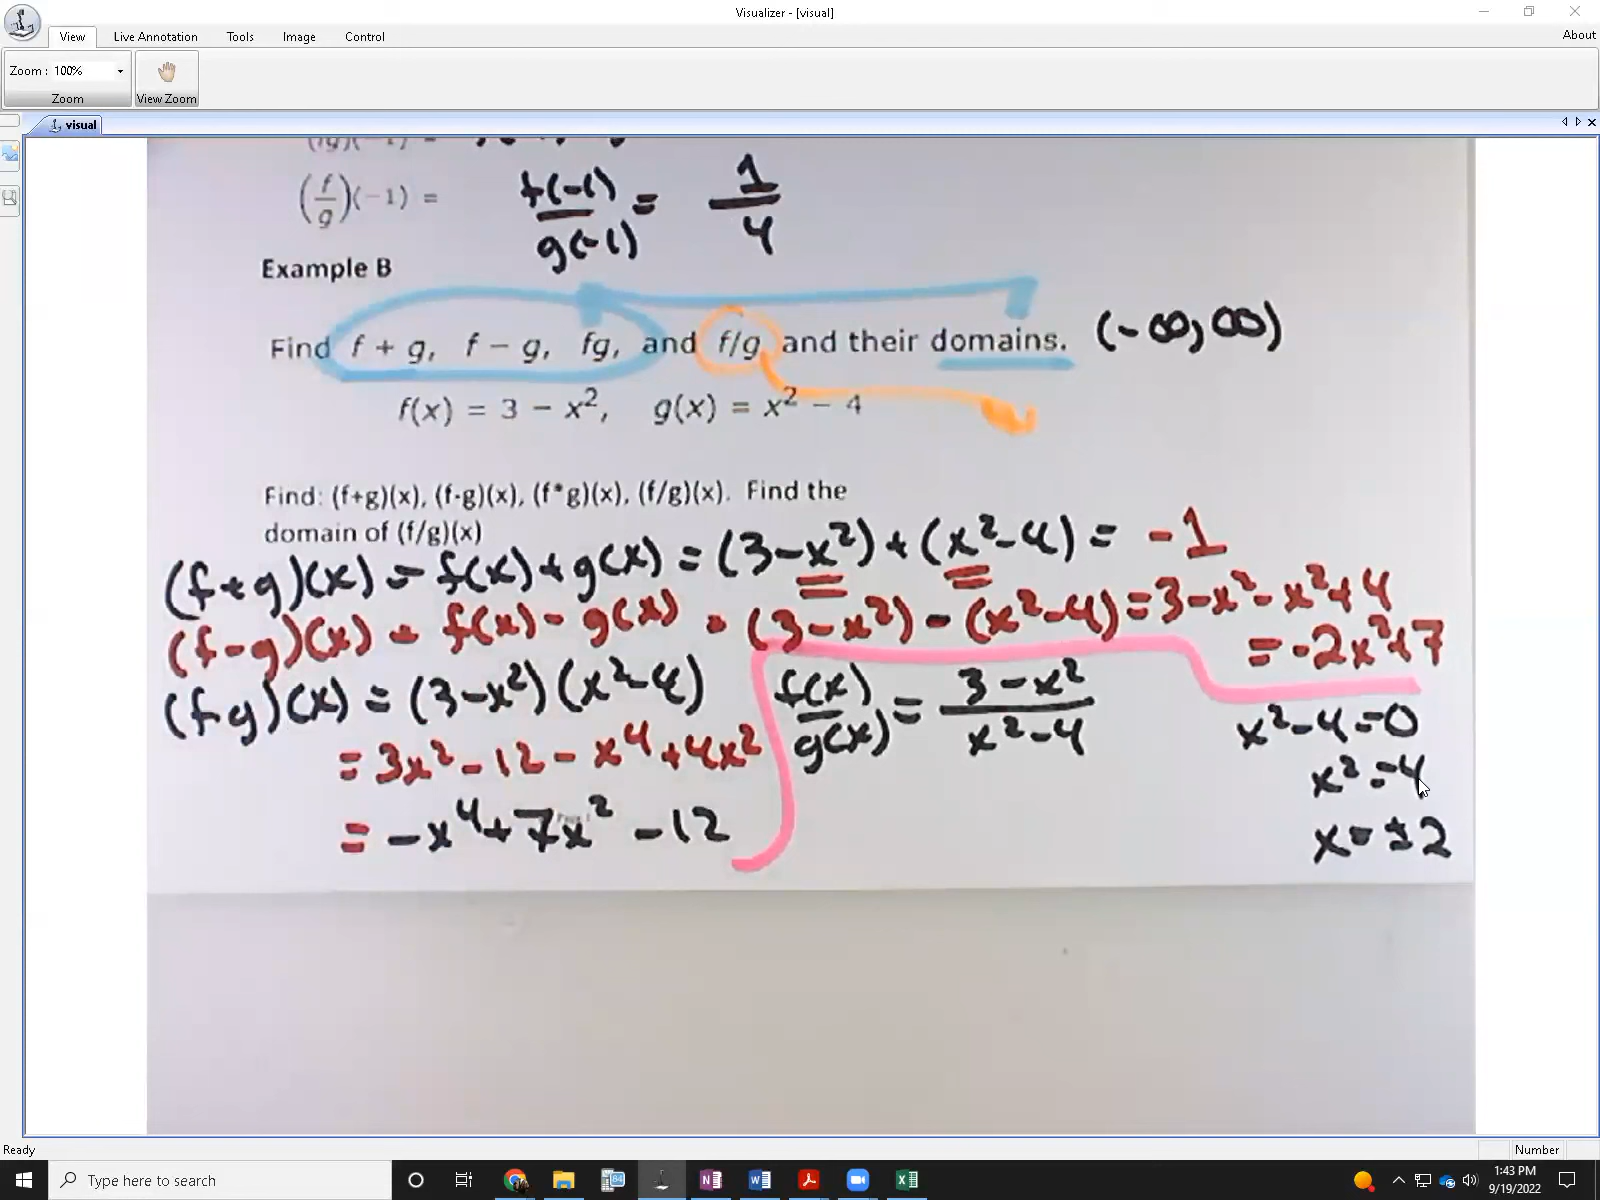 Visualizer - [visual]
View Live Annotation Tools Image Control About
Zoom : 100%
Zoom View Zoom
visual
(f/g)(-1) = f(-1)/g(-1) = 1/4
Example B
Find f + g, f − g, fg, and f/g and their domains. (-∞,∞)
f(x) = 3 − x², g(x) = x² − 4
Find: (f+g)(x), (f-g)(x), (f*g)(x), (f/g)(x). Find the
domain of (f/g)(x)
(f+g)(x) = f(x)+g(x) = (3-x²)+(x²-4) = -1
(f-g)(x) = f(x)-g(x) = (3-x²)-(x²-4)=3-x²-x²+4
= -2x²+7
(f·g)(x) = (3-x²)(x²-4)
= 3x²-12-x⁴+4x²
= -x⁴+7x²-12
f(x)/g(x) = 3-x²/x²-4
x²-4=0
x²=4
x=±2
Ready Number
Type here to search
1:43 PM
9/19/2022